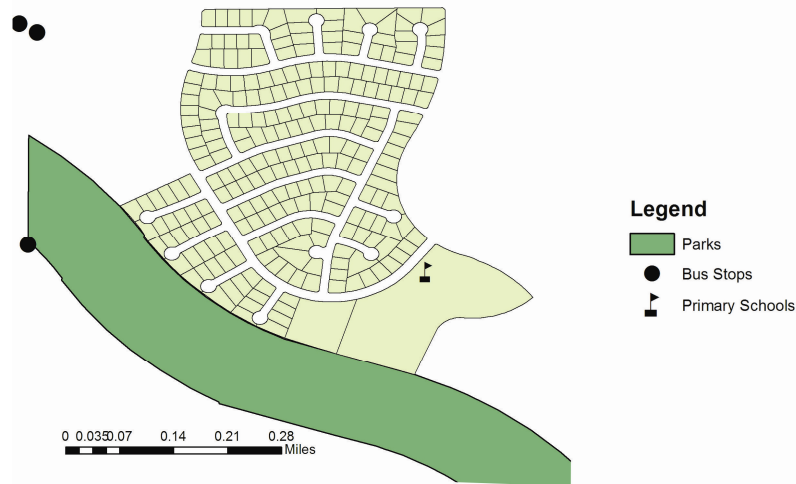 Legend
Parks
Bus Stops
Primary Schools
0 0.035 0.07 0.14 0.21 0.28
Miles